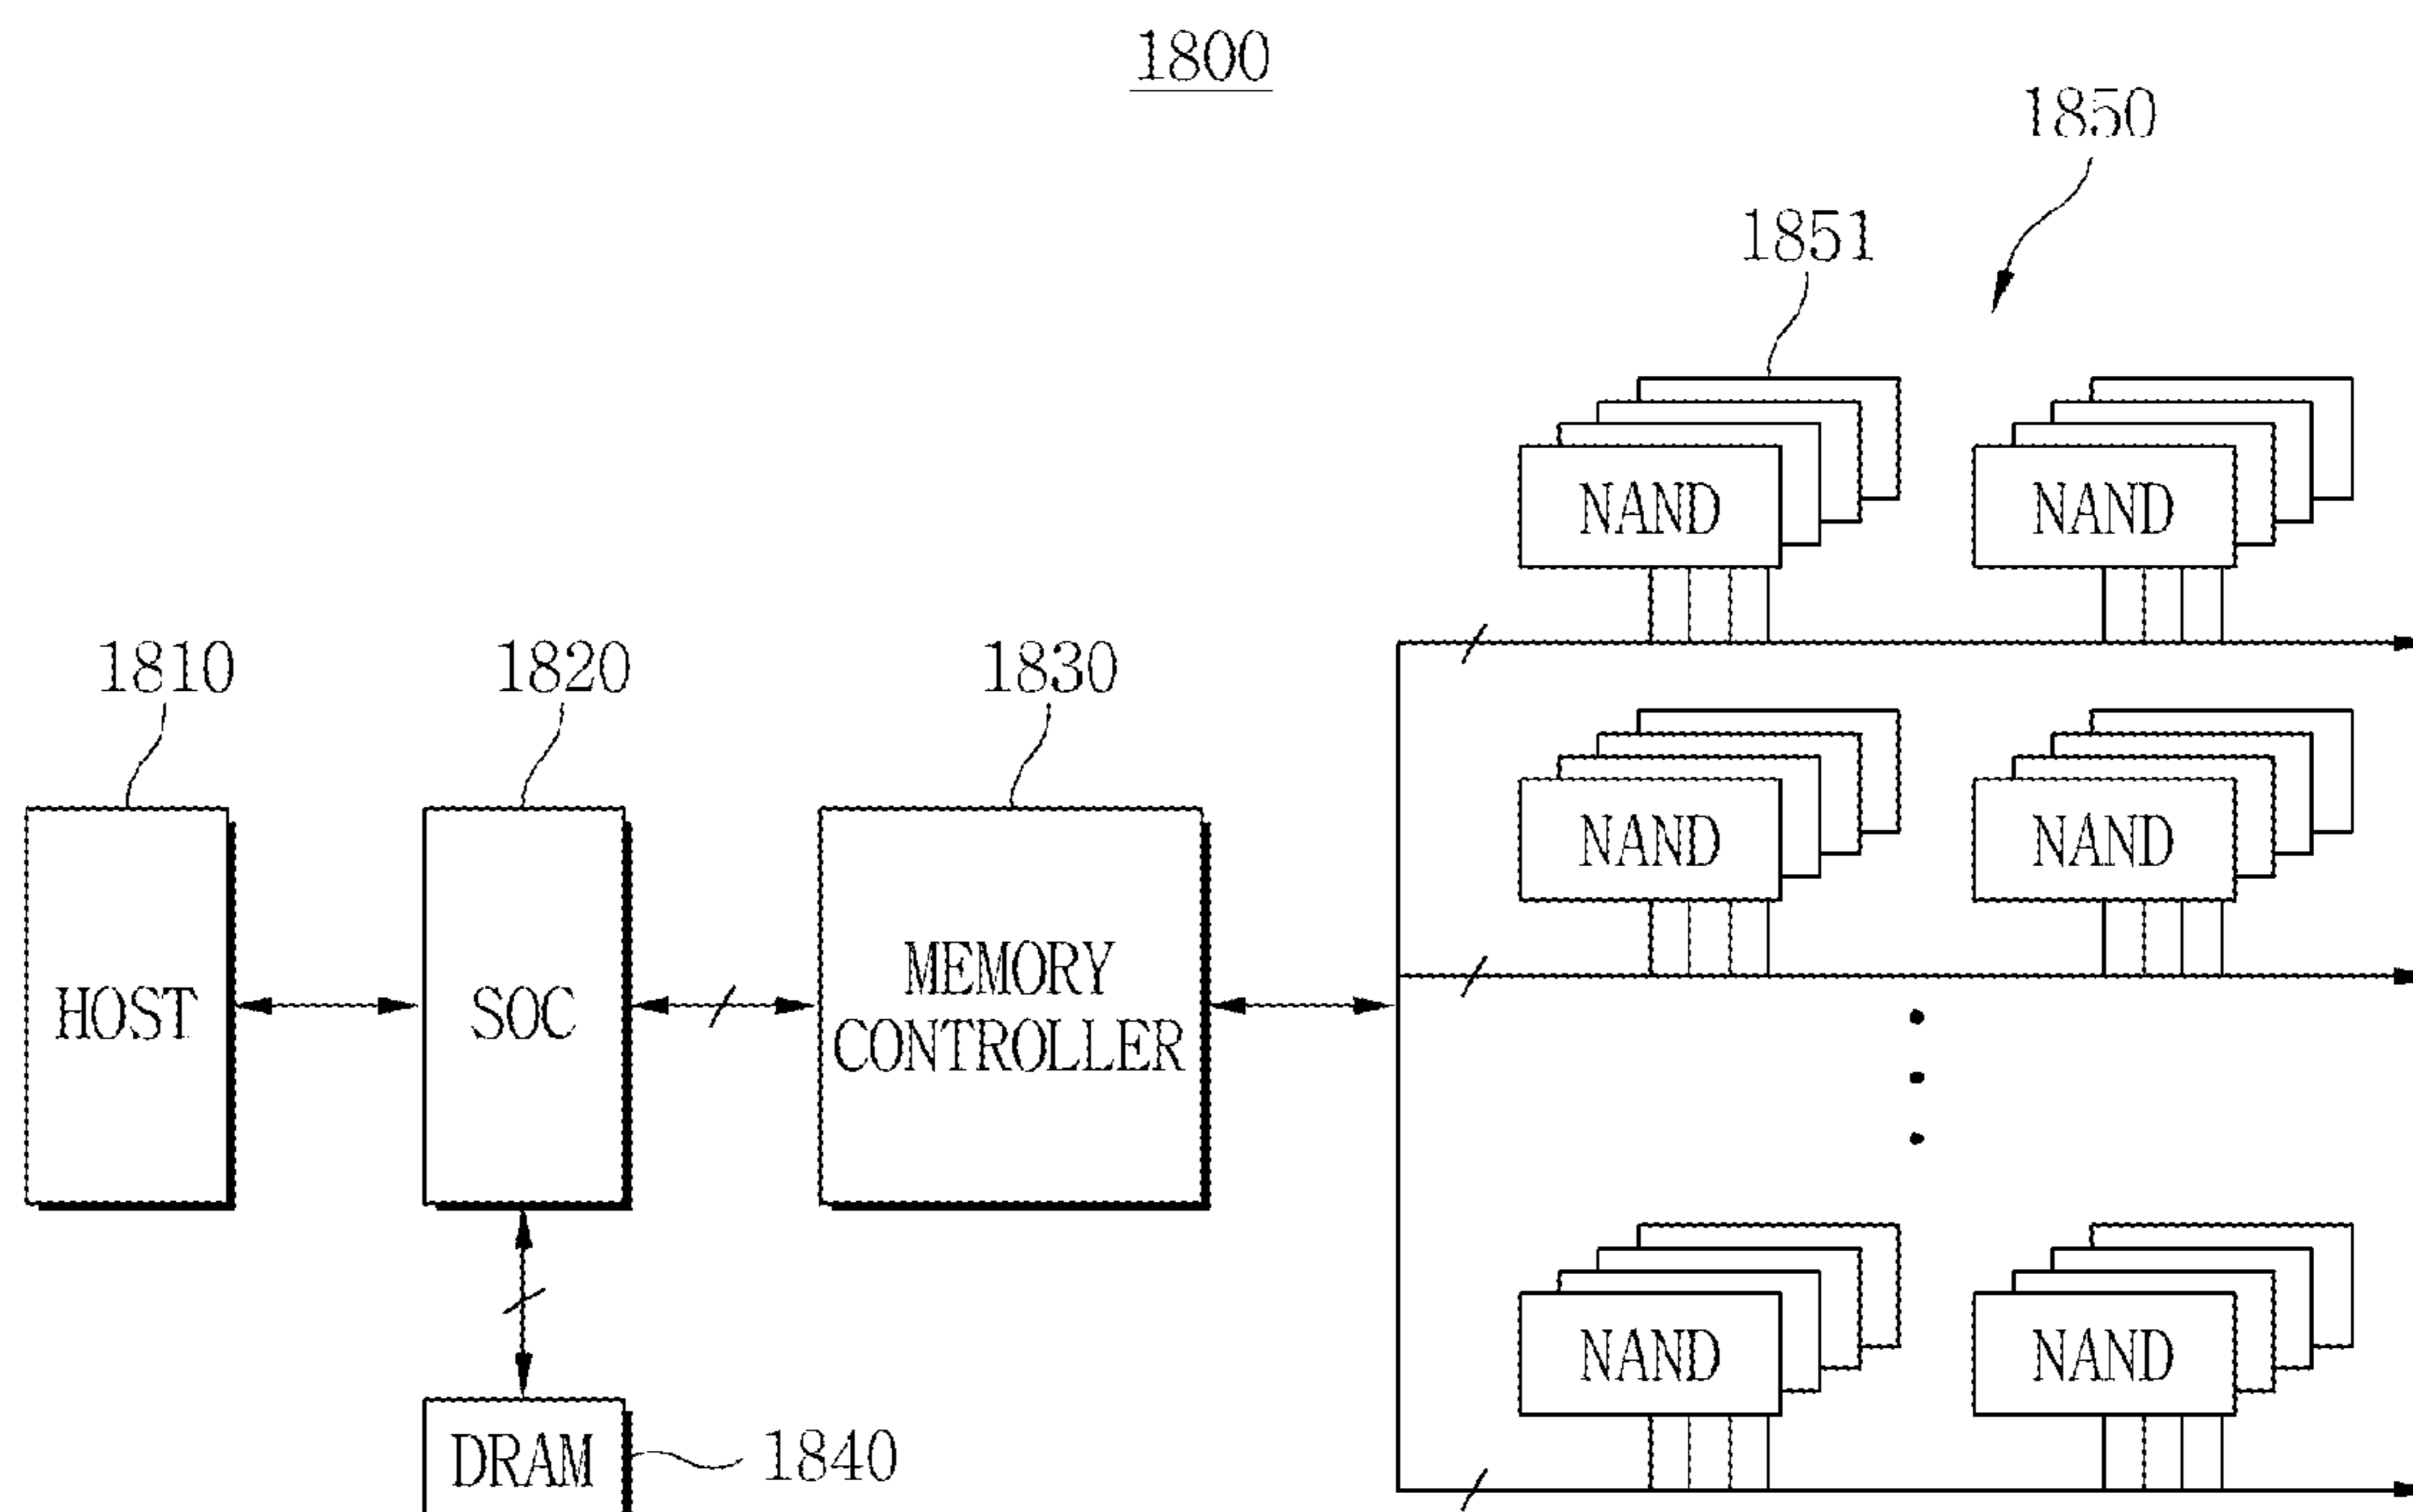 1800
1850
1851
NAND
NAND
1810
1820
1830
NAND
NAND
HOST
SOC
MEMORY
CONTROLLER
NAND
NAND
DRAM
1840